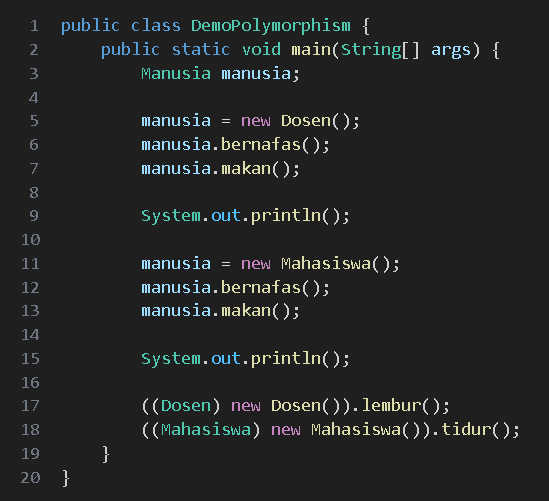 1 public class DemoPolymorphism {
2     public static void main(String[] args) {
3         Manusia manusia;
4
5         manusia = new Dosen();
6         manusia.bernafas();
7         manusia.makan();
8
9         System.out.println();
10
11         manusia = new Mahasiswa();
12         manusia.bernafas();
13         manusia.makan();
14
15         System.out.println();
16
17         ((Dosen) new Dosen()).lembur();
18         ((Mahasiswa) new Mahasiswa()).tidur();
19     }
20 }